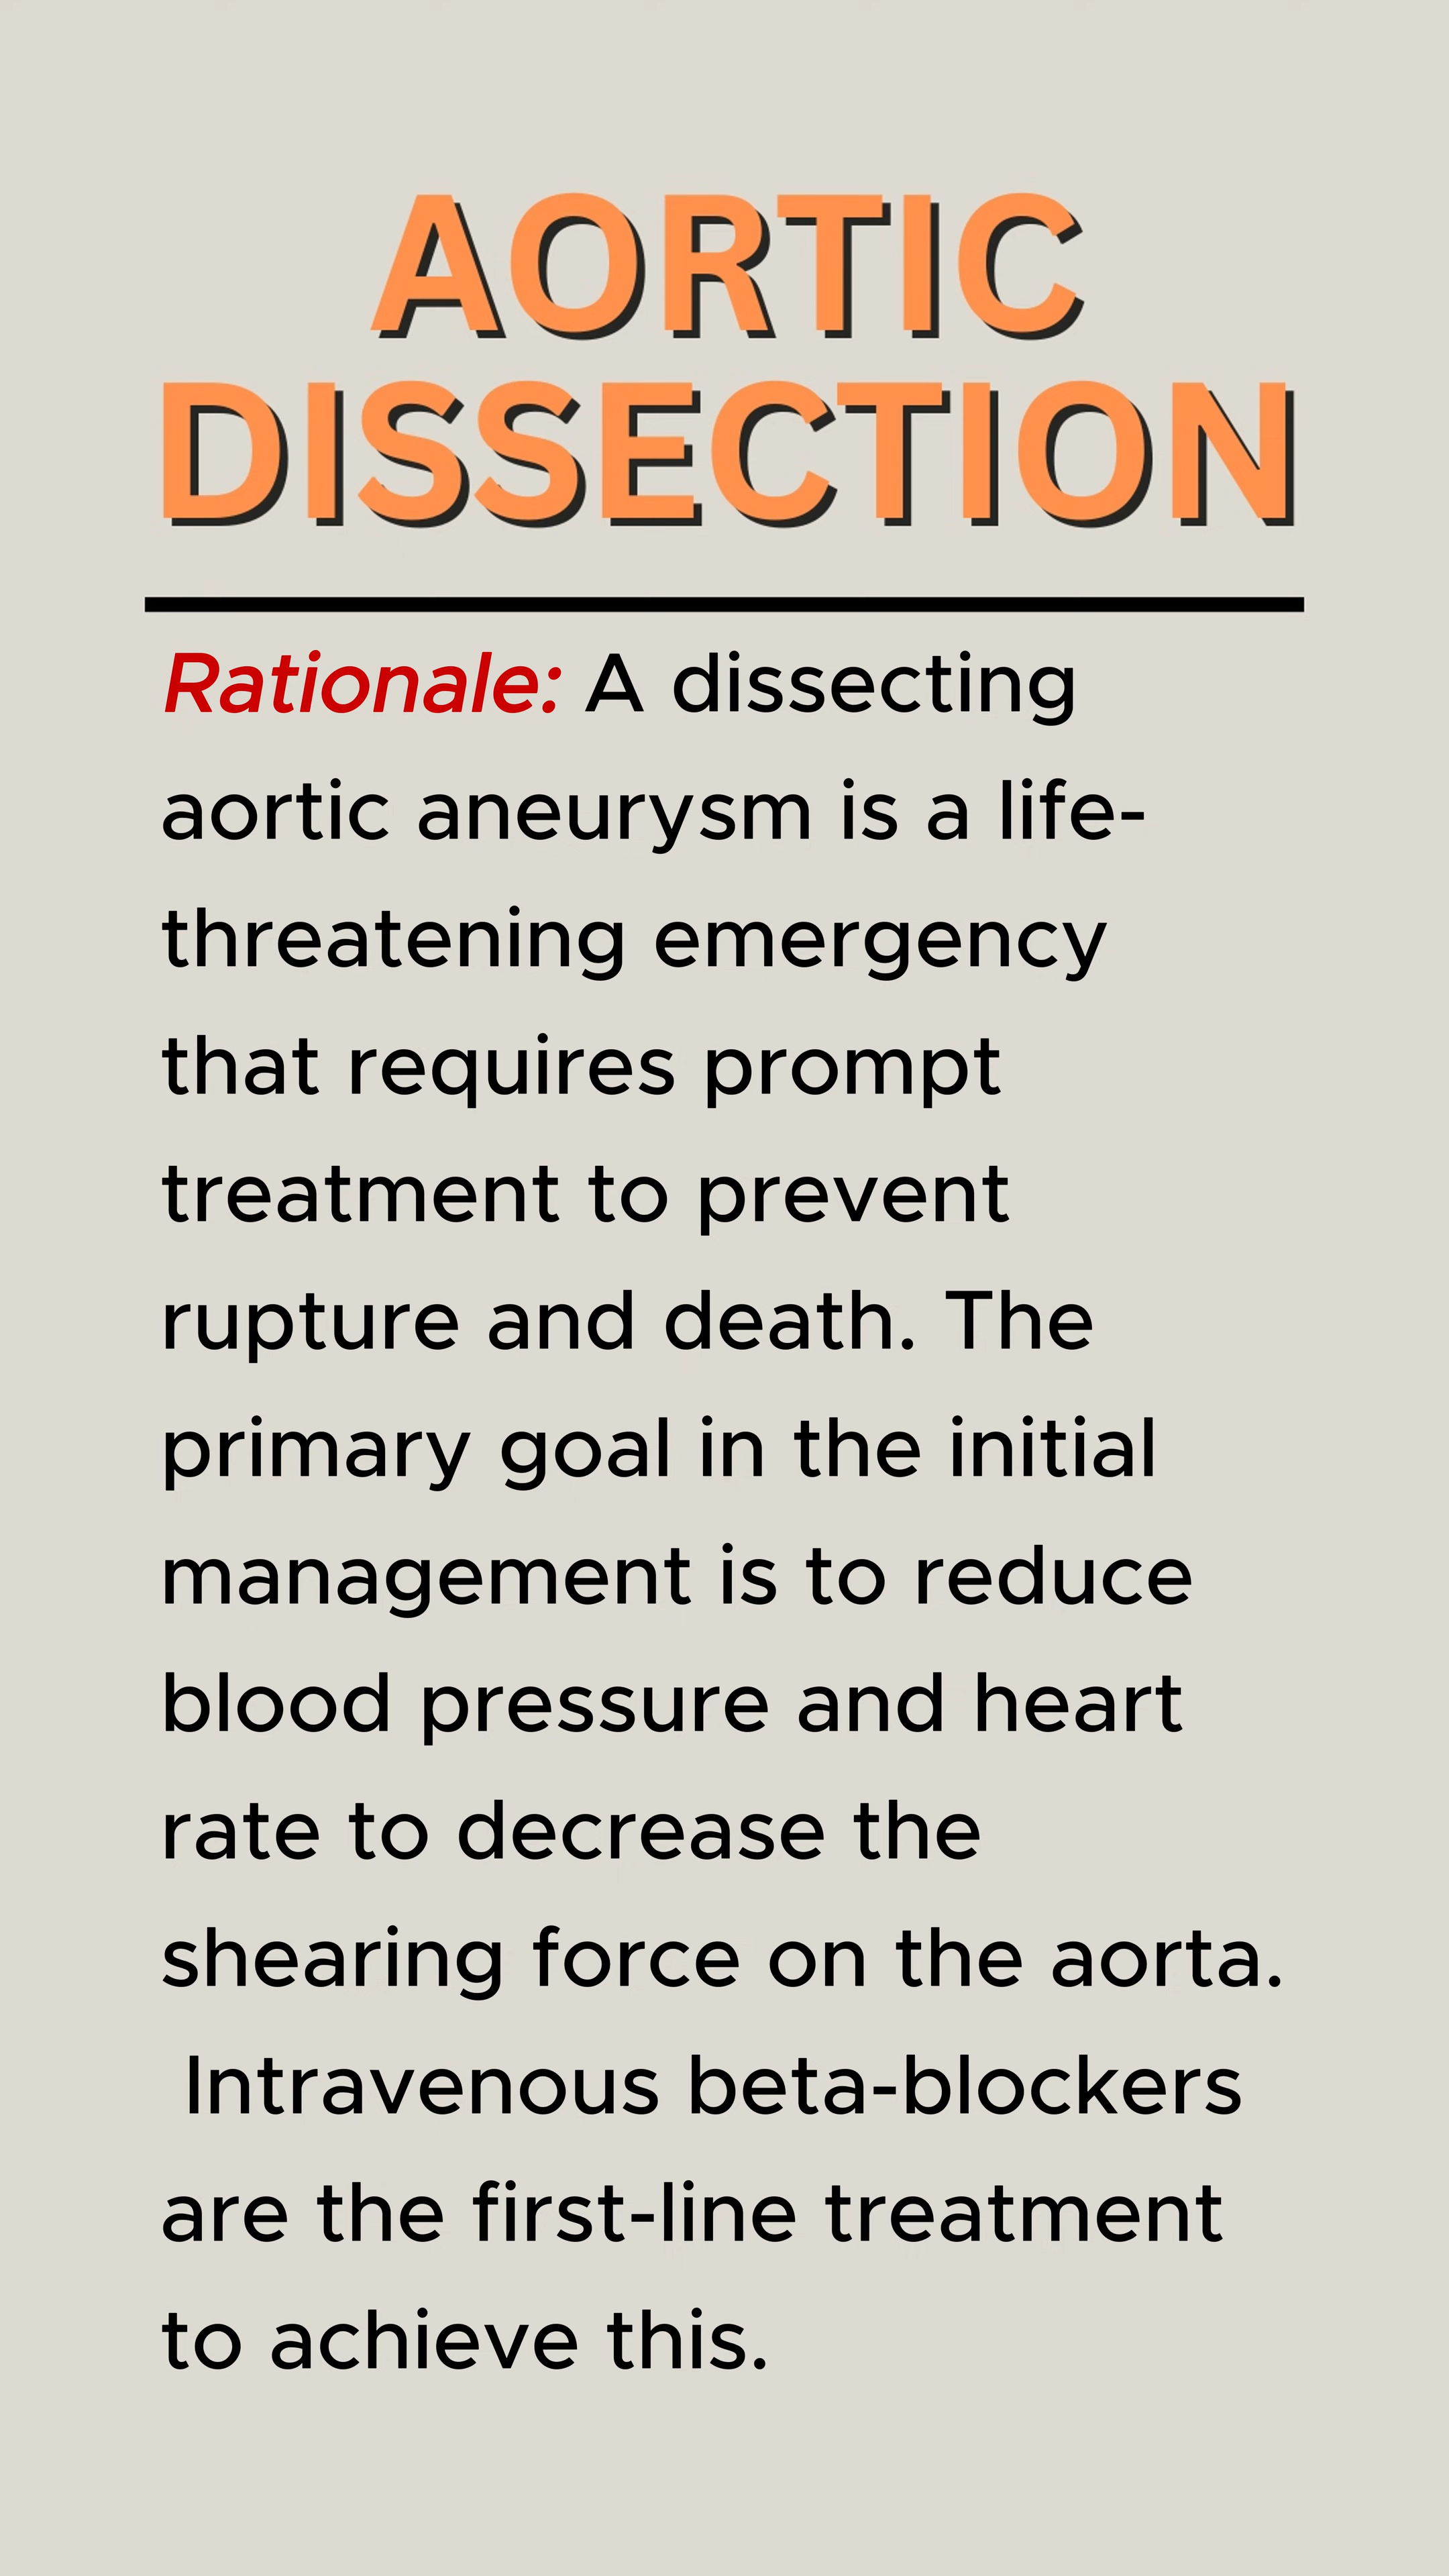 AORTIC
DISSECTION
Rationale: A dissecting
aortic aneurysm is a life-
threatening emergency
that requires prompt
treatment to prevent
rupture and death. The
primary goal in the initial
management is to reduce
blood pressure and heart
rate to decrease the
shearing force on the aorta.
Intravenous beta-blockers
are the first-line treatment
to achieve this.